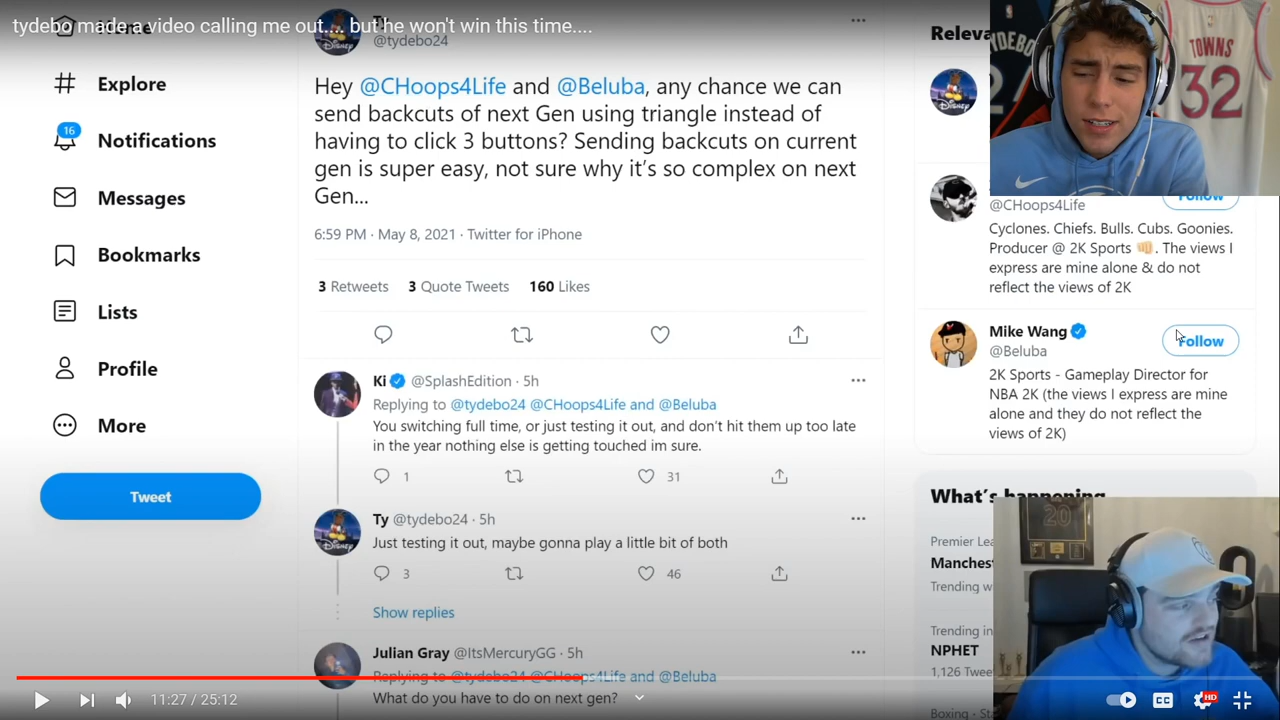 tydebo made a video calling me out.... but he won't win this time....
@tydebo24
Explore
16
Notifications
Messages
Bookmarks
Lists
Profile
More
Tweet
Hey @CHoops4Life and @Beluba, any chance we can
send backcuts of next Gen using triangle instead of
having to click 3 buttons? Sending backcuts on current
gen is super easy, not sure why it's so complex on next
Gen...
6:59 PM · May 8, 2021 · Twitter for iPhone
3 Retweets 3 Quote Tweets 160 Likes
Ki @SplashEdition · 5h
Replying to @tydebo24 @CHoops4Life and @Beluba
You switching full time, or just testing it out, and don't hit them up too late
in the year nothing else is getting touched im sure.
1 31
Ty @tydebo24 · 5h
Just testing it out, maybe gonna play a little bit of both
3 46
Show replies
Julian Gray @ItsMercuryGG · 5h
Replying to @tydebo24 @CHoops4Life and @Beluba
What do you have to do on next gen?
11:27 / 25:12
Releva
TYDEBO
2
TOWNS
32
Follow
@CHoops4Life
Cyclones. Chiefs. Bulls. Cubs. Goonies.
Producer @ 2K Sports 👊🏻. The views I
express are mine alone & do not
reflect the views of 2K
Mike Wang
Follow
@Beluba
2K Sports - Gameplay Director for
NBA 2K (the views I express are mine
alone and they do not reflect the
views of 2K)
What's happening
20
Premier Lea
Manches
Trending w
Trending in
NPHET
1,126 Tweet
Boxing · Sta
CC
HD